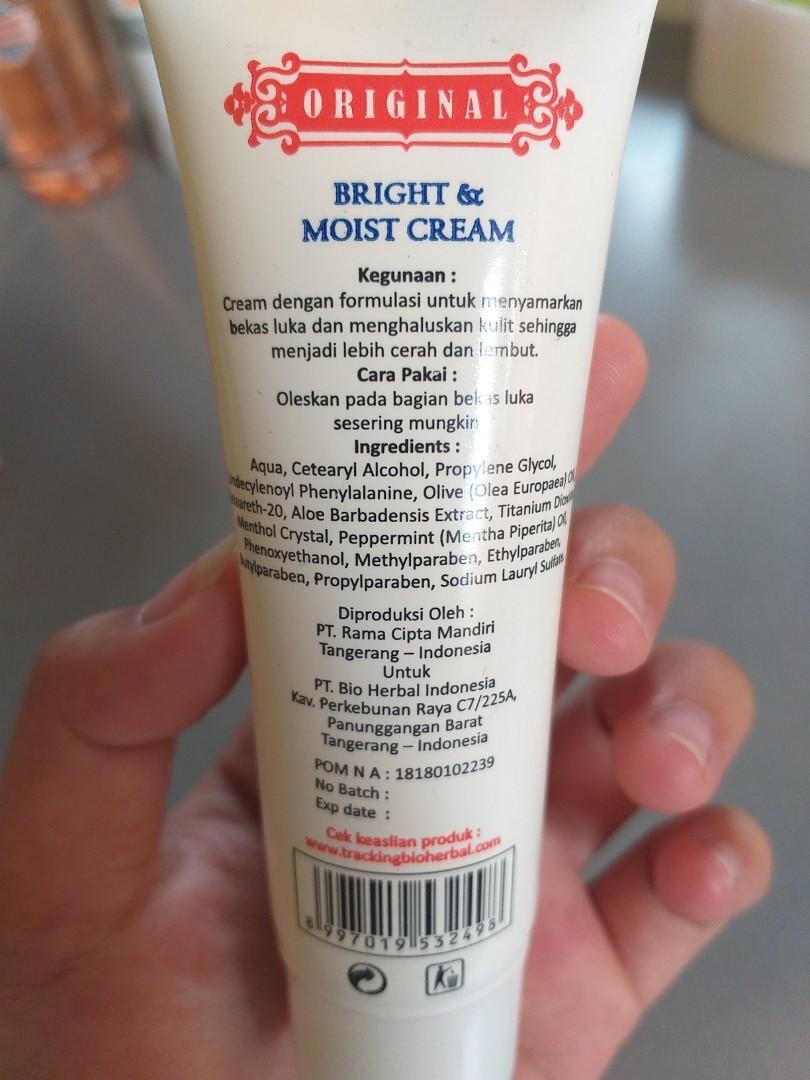 ORIGINAL
BRIGHT &
MOIST CREAM
Kegunaan :
Cream dengan formulasi untuk menyamarkan
bekas luka dan menghaluskan kulit sehingga
menjadi lebih cerah dan lembut.
Cara Pakai :
Oleskan pada bagian bekas luka
sesering mungkin
Ingredients :
Aqua, Cetearyl Alcohol, Propylene Glycol,
Phenylalanine, Olive (Olea Europaea) Oil,
Aloe Barbadensis Extract, Titanium Dioxide,
Menthol Crystal, Peppermint (Mentha Piperita) Oil,
Phenoxyethanol, Methylparaben, Ethylparaben,
Butylparaben, Propylparaben, Sodium Lauryl Sulfate.
Diproduksi Oleh :
PT. Rama Cipta Mandiri
Tangerang – Indonesia
Untuk
PT. Bio Herbal Indonesia
Kav. Perkebunan Raya C7/225A,
Panunggangan Barat
Tangerang – Indonesia
POM N A : 18180102239
No Batch :
Exp date :
Cek keaslian produk :
www.trackingbioherbal.com
8 997019 532498